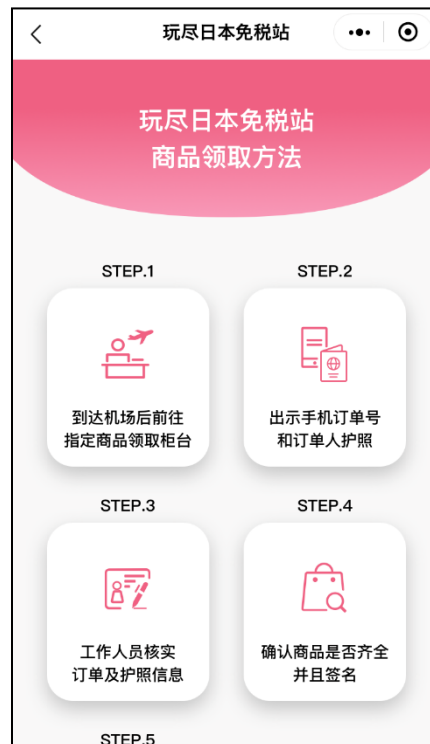 玩尽日本免税站
玩尽日本免税站
商品领取方法
STEP.1
STEP.2
到达机场后前往
指定商品领取柜台
出示手机订单号
和订单人护照
STEP.3
STEP.4
工作人员核实
订单及护照信息
确认商品是否齐全
并且签名
STEP.5